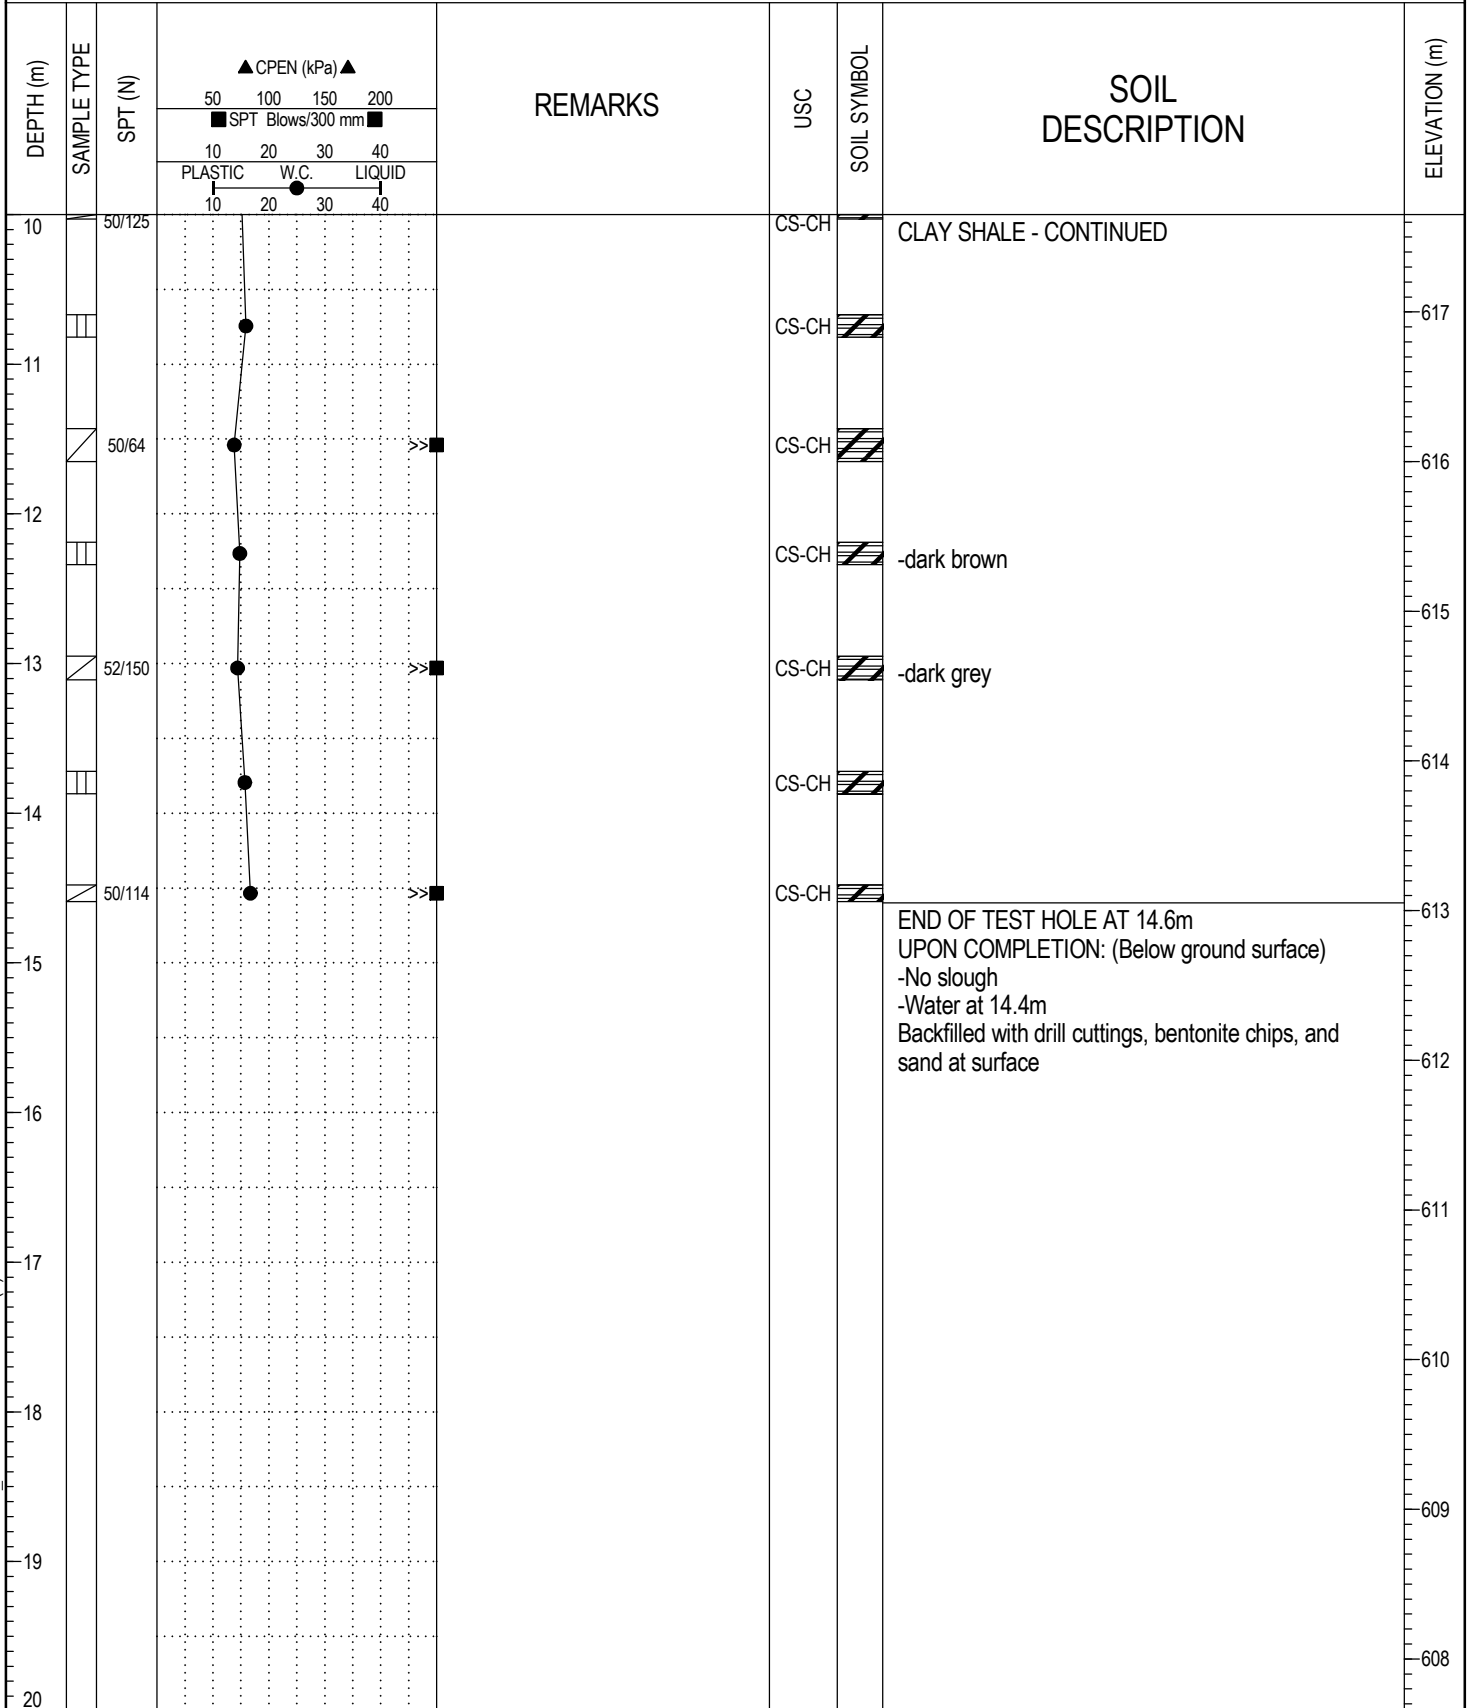 DEPTH (m)
SAMPLE TYPE
SPT (N)
▲ CPEN (kPa) ▲
50 100 150 200
■ SPT Blows/300 mm ■
10 20 30 40
PLASTIC W.C. LIQUID
10 20 30 40
REMARKS
USC
SOIL SYMBOL
SOIL
DESCRIPTION
ELEVATION (m)
10 50/125 CS-CH CLAY SHALE - CONTINUED
CS-CH 617
11
50/64 >> CS-CH
616
12
CS-CH -dark brown
615
13 52/150 >> CS-CH -dark grey
614
CS-CH
14
50/114 >> CS-CH
613
END OF TEST HOLE AT 14.6m
UPON COMPLETION: (Below ground surface)
15
-No slough
-Water at 14.4m
Backfilled with drill cuttings, bentonite chips, and
sand at surface
612
16
611
17
610
18
609
19
608
20